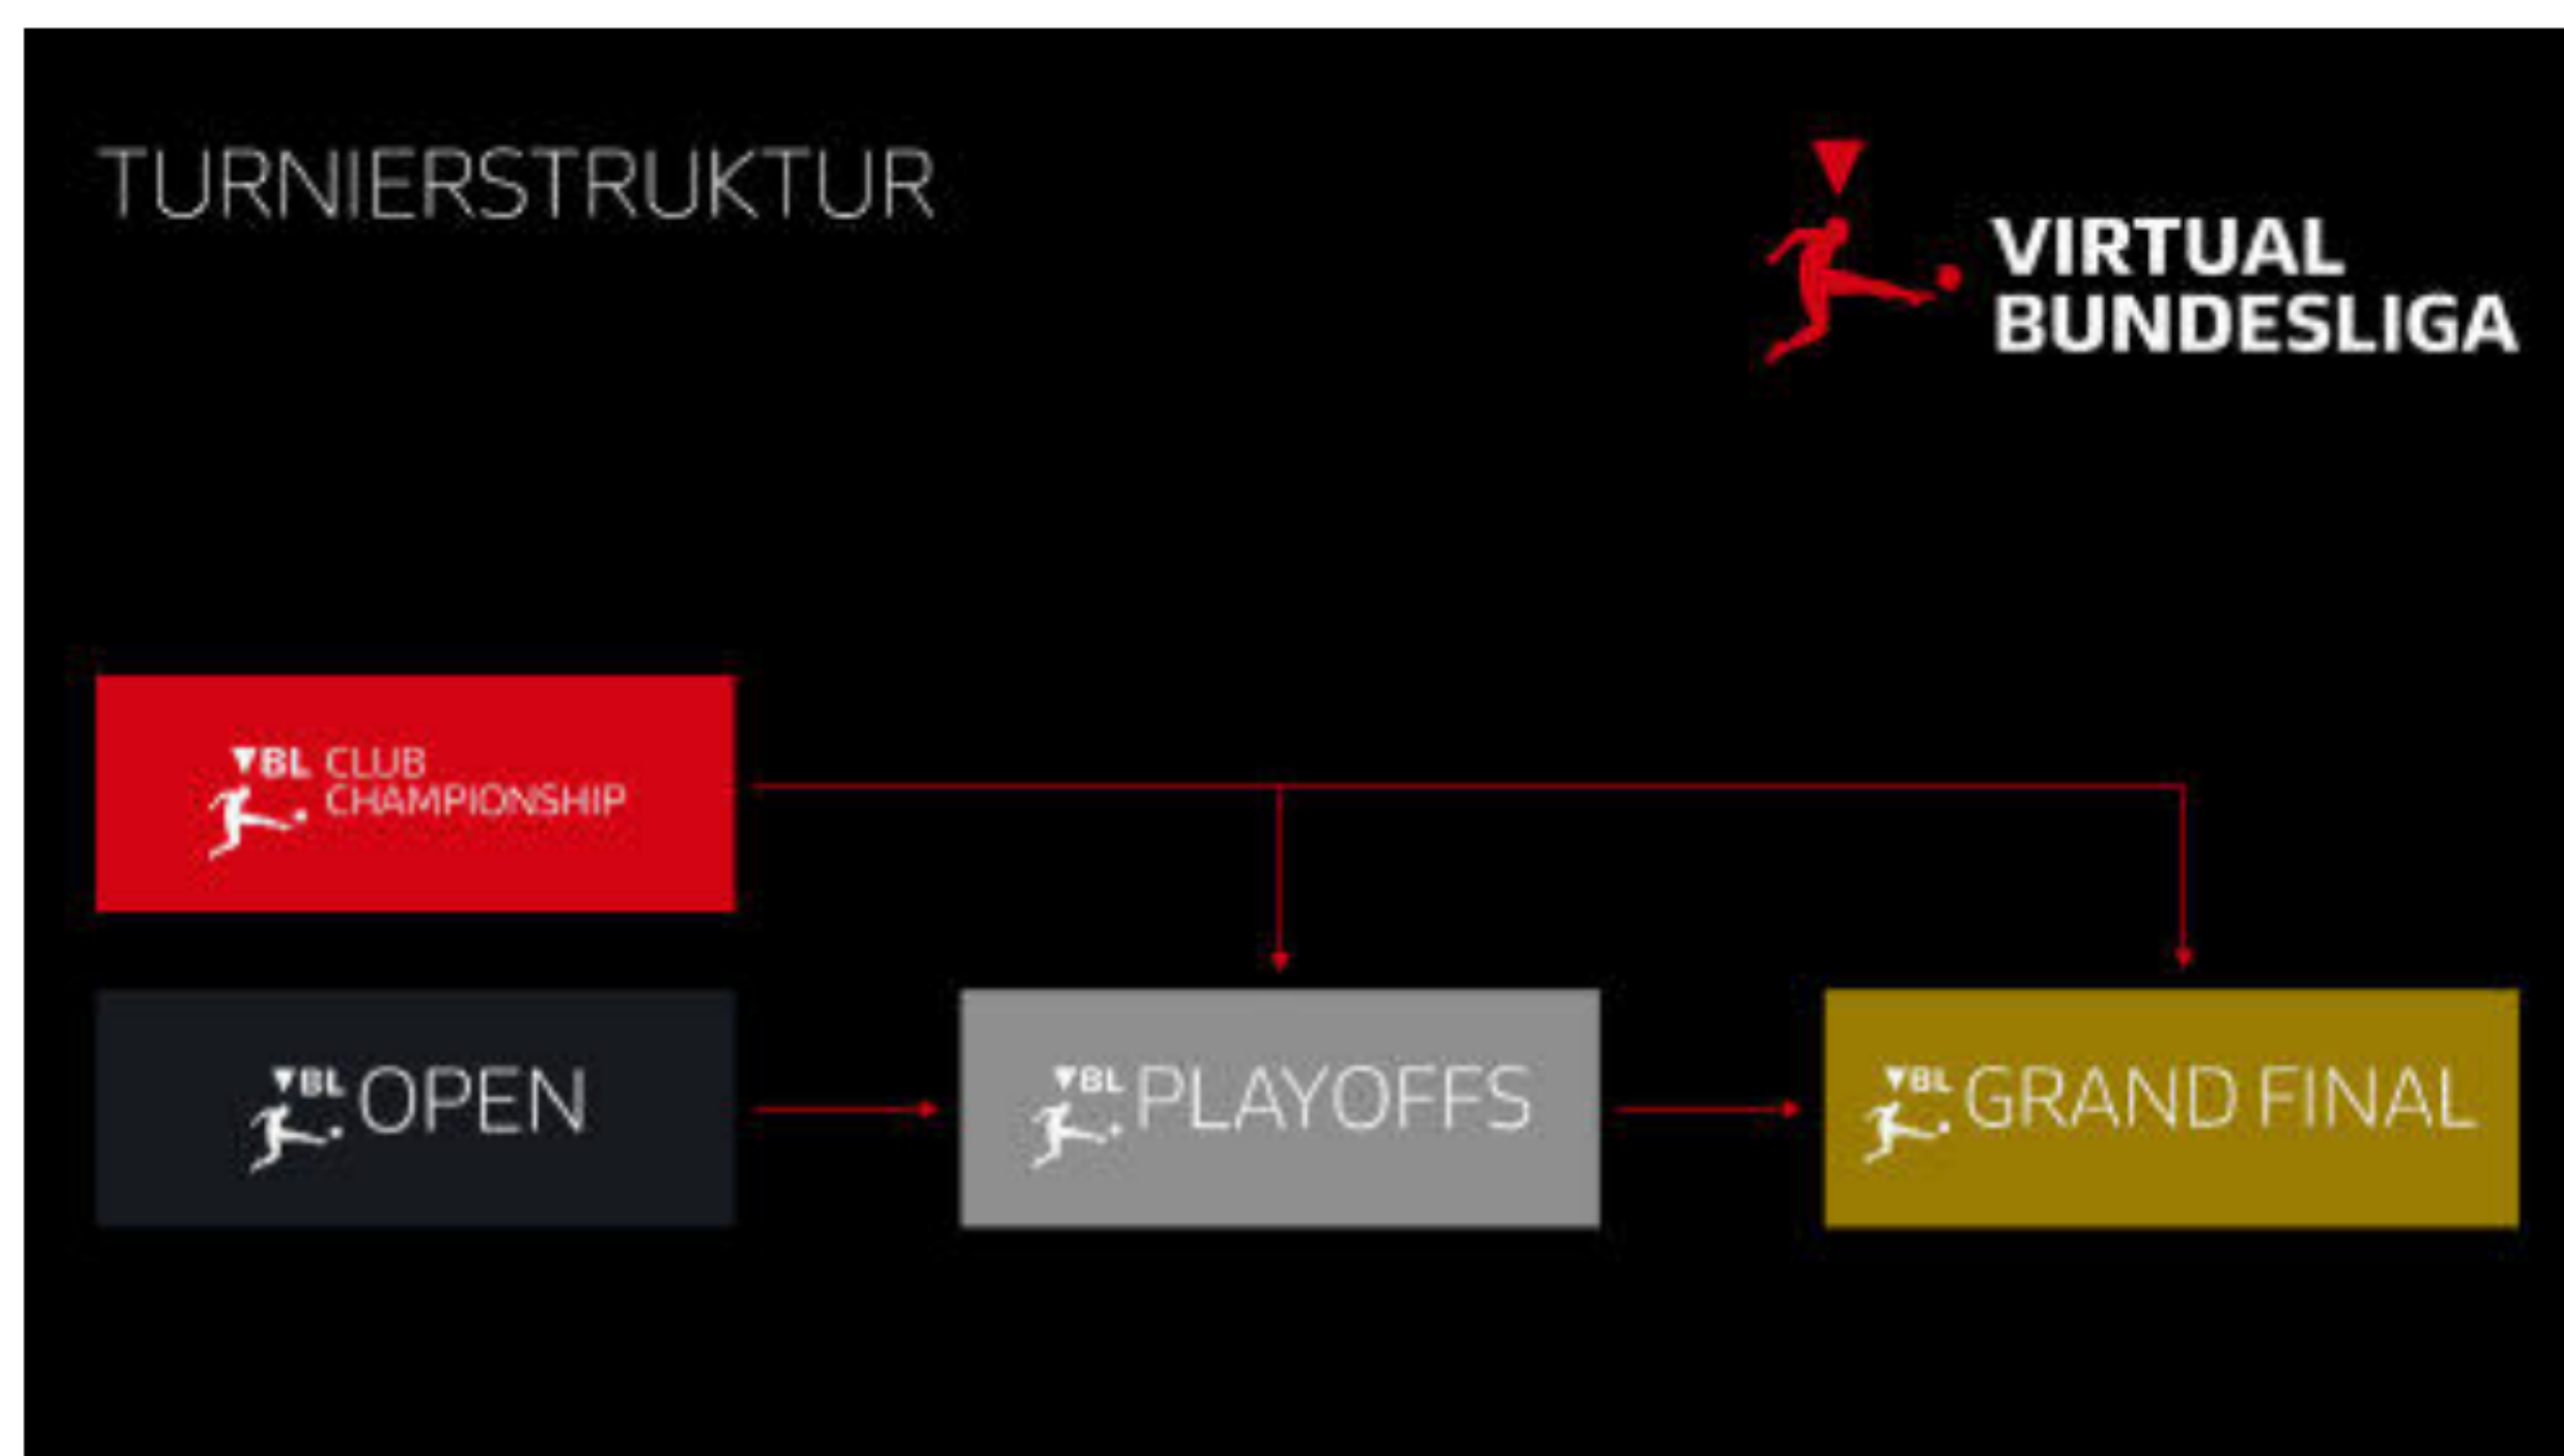 TURNIERSTRUKTUR
VIRTUAL
BUNDESLIGA
VBL CLUB
CHAMPIONSHIP
VBL OPEN
VBL PLAYOFFS
VBL GRAND FINAL